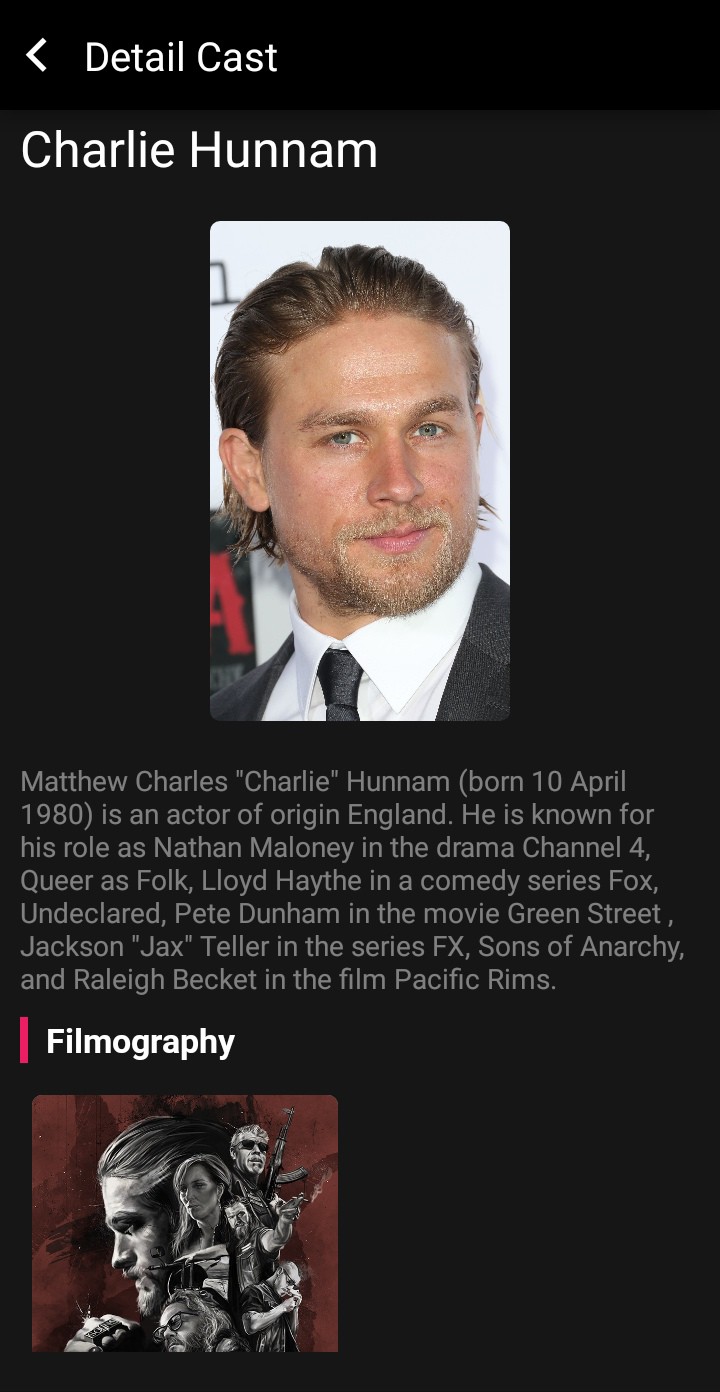 Detail Cast
Charlie Hunnam
Matthew Charles "Charlie" Hunnam (born 10 April
1980) is an actor of origin England. He is known for
his role as Nathan Maloney in the drama Channel 4,
Queer as Folk, Lloyd Haythe in a comedy series Fox,
Undeclared, Pete Dunham in the movie Green Street ,
Jackson "Jax" Teller in the series FX, Sons of Anarchy,
and Raleigh Becket in the film Pacific Rims.
Filmography